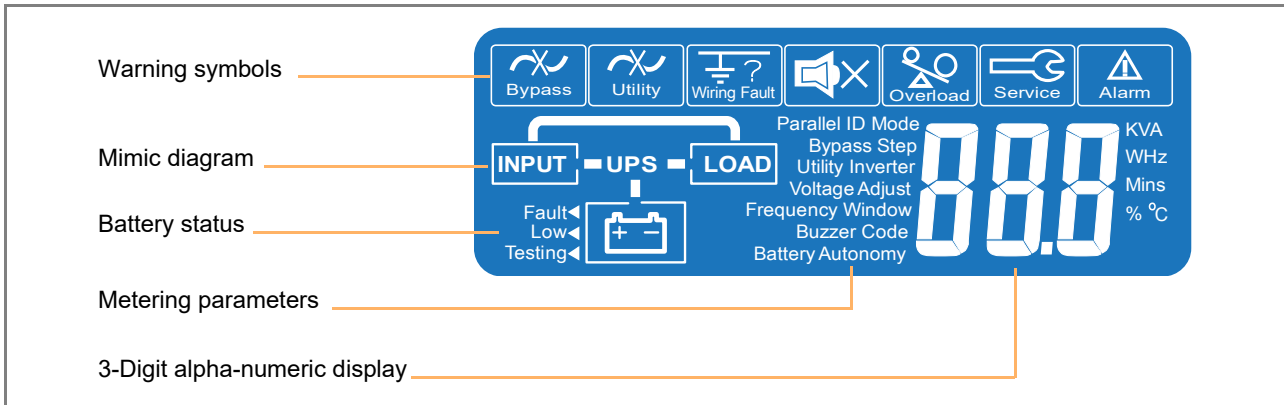 Warning symbols
Mimic diagram
Battery status
Metering parameters
3-Digit alpha-numeric display
Bypass
Utility
?
Wiring Fault
Overload
Service
Alarm
INPUT
UPS
LOAD
Fault
Low
Testing
+ −
Parallel ID Mode
Bypass Step
Utility Inverter
Voltage Adjust
Frequency Window
Buzzer Code
Battery Autonomy
88.8
KVA
WHz
Mins
% °C